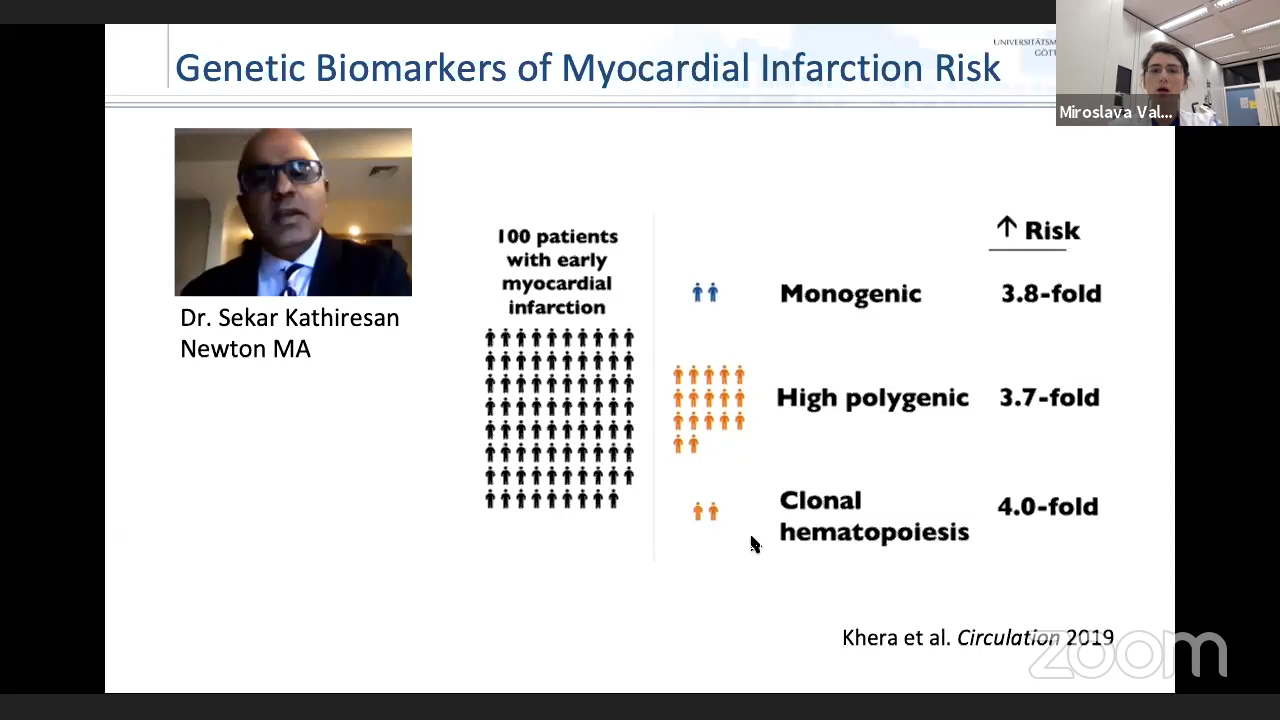 Genetic Biomarkers of Myocardial Infarction Risk
UNIVERSITÄTSM
GÖT
Miroslava Val...
Dr. Sekar Kathiresan
Newton MA
100 patients
with early
myocardial
infarction
↑ Risk
Monogenic 3.8-fold
High polygenic 3.7-fold
Clonal
hematopoiesis 4.0-fold
Khera et al. Circulation 2019
zoom